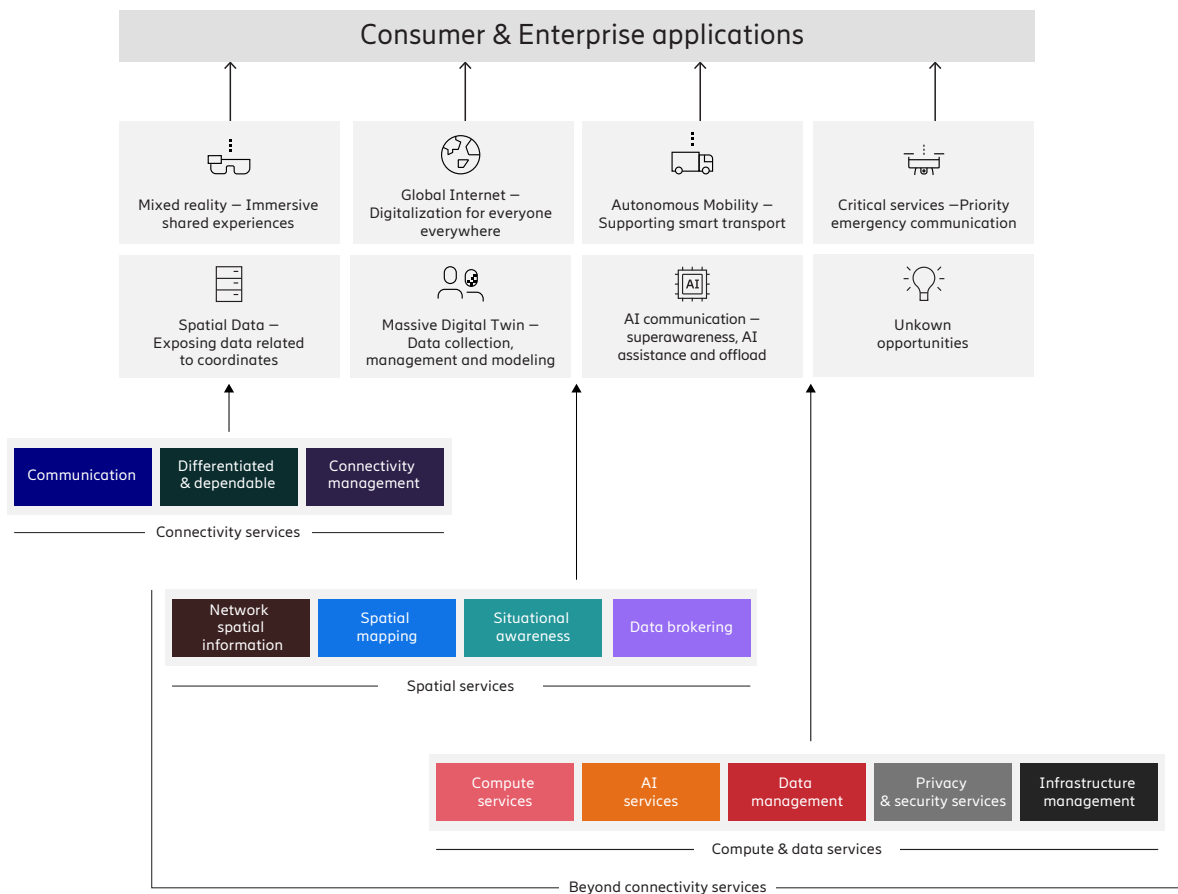 Consumer & Enterprise applications
Mixed reality – Immersive
shared experiences
Global Internet –
Digitalization for everyone
everywhere
Autonomous Mobility –
Supporting smart transport
Critical services –Priority
emergency communication
Spatial Data –
Exposing data related
to coordinates
Massive Digital Twin –
Data collection,
management and modeling
AI
AI communication –
superawareness, AI
assistance and offload
Unkown
opportunities
Communication
Differentiated
& dependable
Connectivity
management
Connectivity services
Network
spatial
information
Spatial
mapping
Situational
awareness
Data brokering
Spatial services
Compute
services
AI
services
Data
management
Privacy
& security services
Infrastructure
management
Compute & data services
Beyond connectivity services